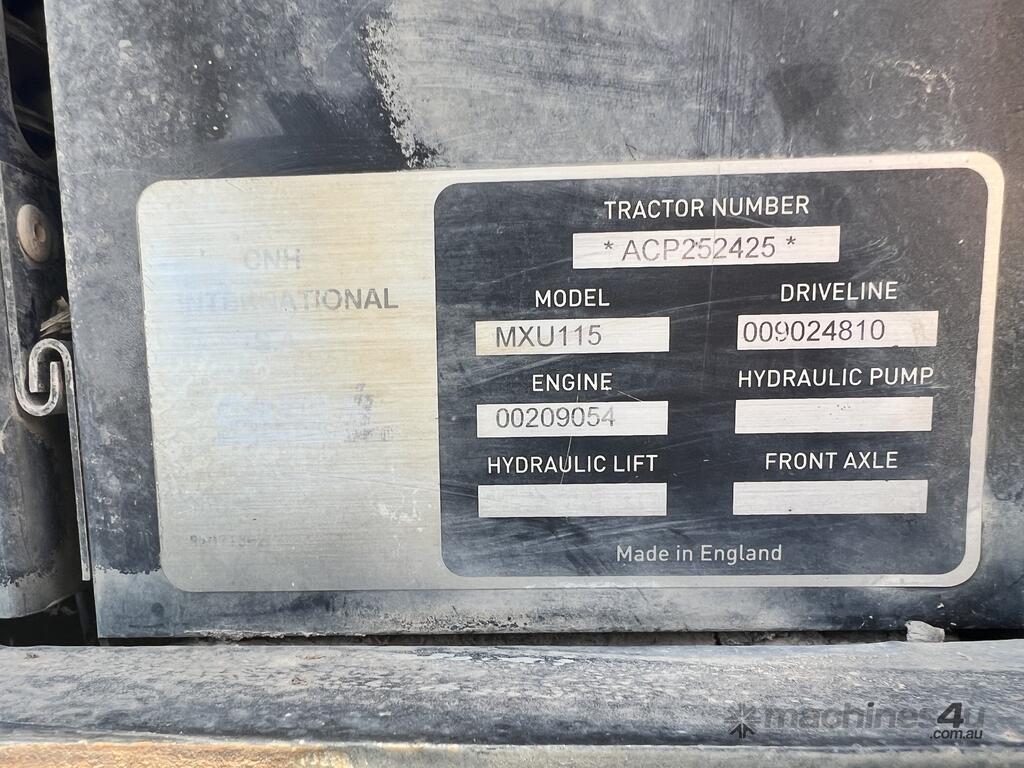 CNH
INTERNATIONAL
TRACTOR NUMBER
* ACP252425 *
MODEL
MXU115
DRIVELINE
009024810
ENGINE
00209054
HYDRAULIC PUMP
HYDRAULIC LIFT
FRONT AXLE
Made in England
machines4u
.com.au